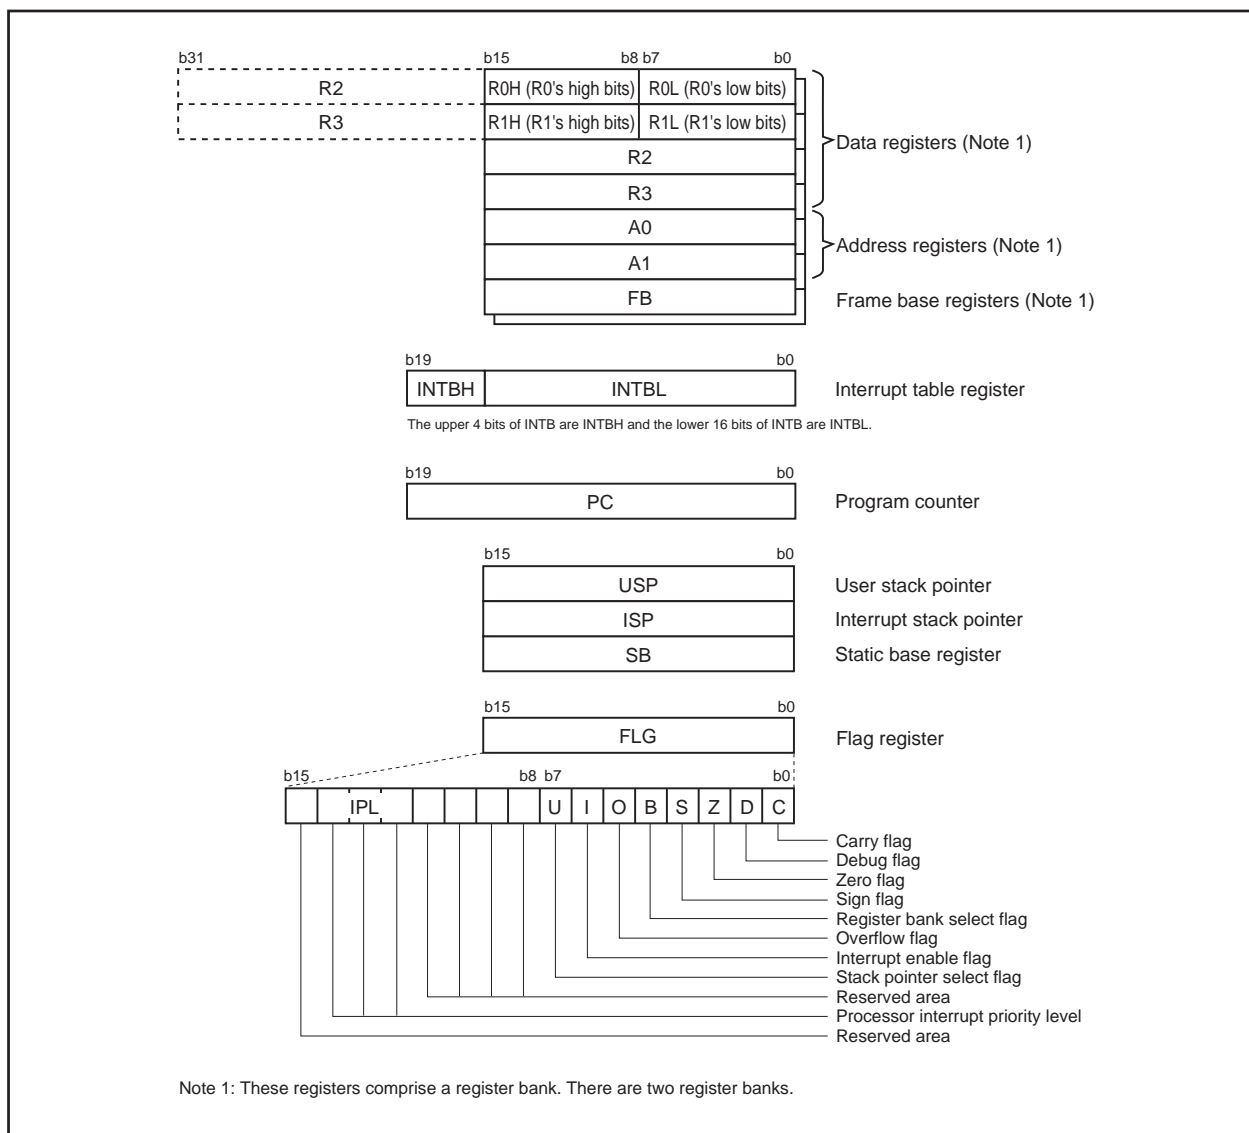 b31 b15 b8 b7 b0
R2 R0H (R0's high bits) R0L (R0's low bits)
R3 R1H (R1's high bits) R1L (R1's low bits)
Data registers (Note 1)
R2
R3
A0
Address registers (Note 1)
A1
FB Frame base registers (Note 1)
b19 b0
INTBH INTBL Interrupt table register
The upper 4 bits of INTB are INTBH and the lower 16 bits of INTB are INTBL.
b19 b0
PC Program counter
b15 b0
USP User stack pointer
ISP Interrupt stack pointer
SB Static base register
b15 b0
FLG Flag register
b15 b8 b7 b0
IPL U I O B S Z D C
Carry flag
Debug flag
Zero flag
Sign flag
Register bank select flag
Overflow flag
Interrupt enable flag
Stack pointer select flag
Reserved area
Processor interrupt priority level
Reserved area
Note 1: These registers comprise a register bank. There are two register banks.